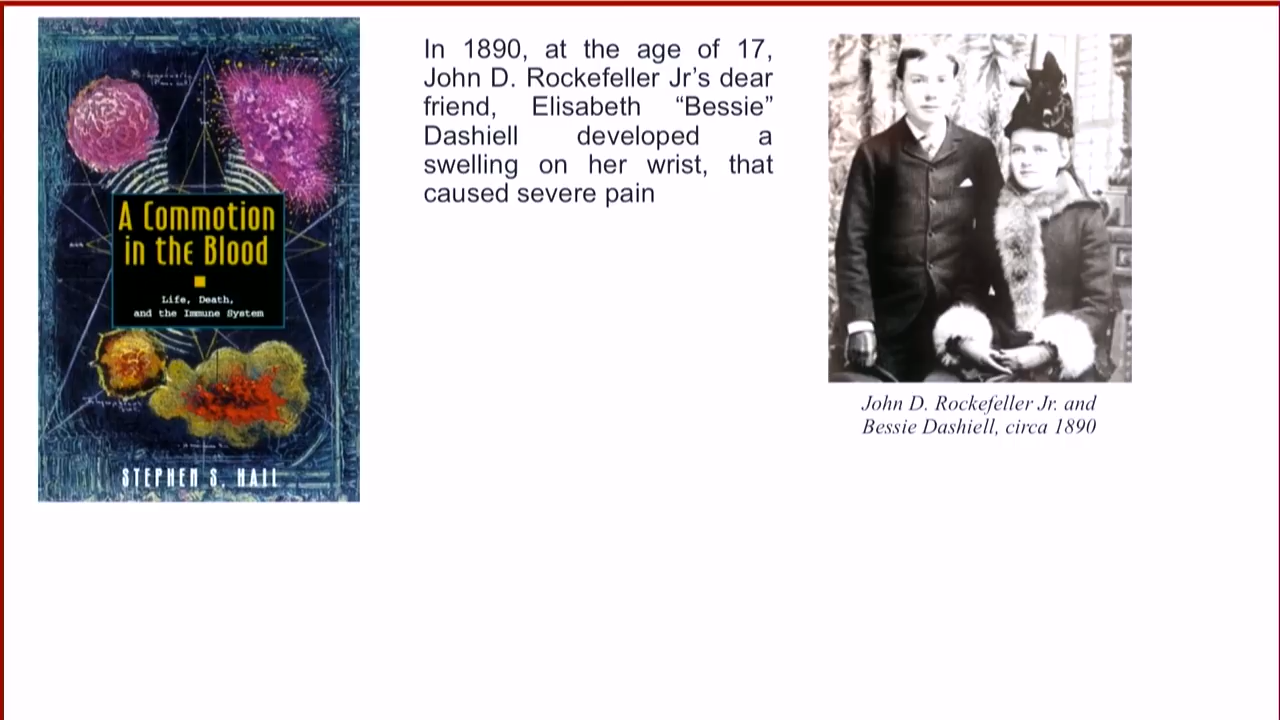 A Commotion
in the Blood
Life, Death,
and the Immune System
STEPHEN S. HALL
In 1890, at the age of 17,
John D. Rockefeller Jr's dear
friend, Elisabeth “Bessie”
Dashiell developed a
swelling on her wrist, that
caused severe pain
John D. Rockefeller Jr. and
Bessie Dashiell, circa 1890